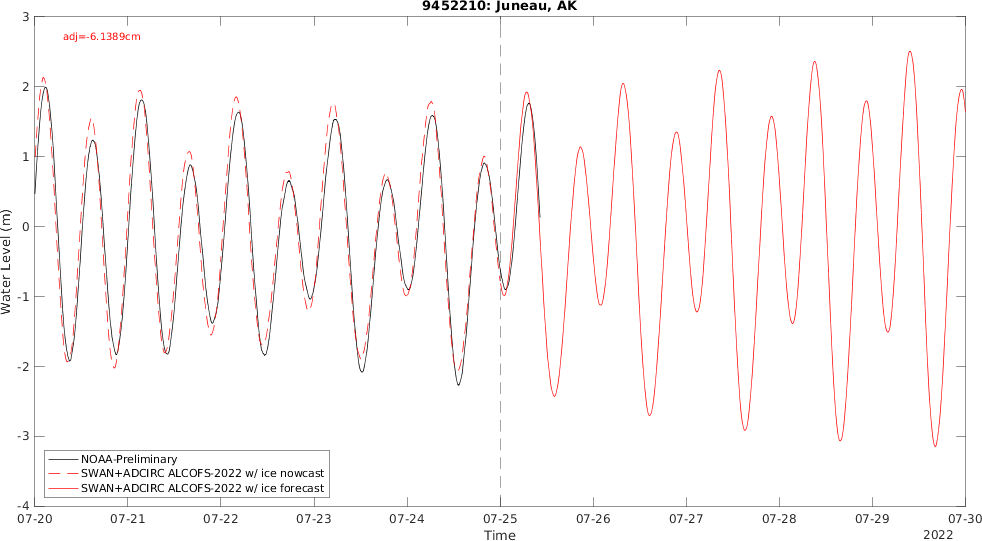 9452210: Juneau, AK
adj=-6.1389cm
3
2
1
0
-1
-2
-3
-4
Water Level (m)
NOAA-Preliminary
SWAN+ADCIRC ALCOFS-2022 w/ ice nowcast
SWAN+ADCIRC ALCOFS-2022 w/ ice forecast
07-20 07-21 07-22 07-23 07-24 07-25 07-26 07-27 07-28 07-29 07-30
Time
2022